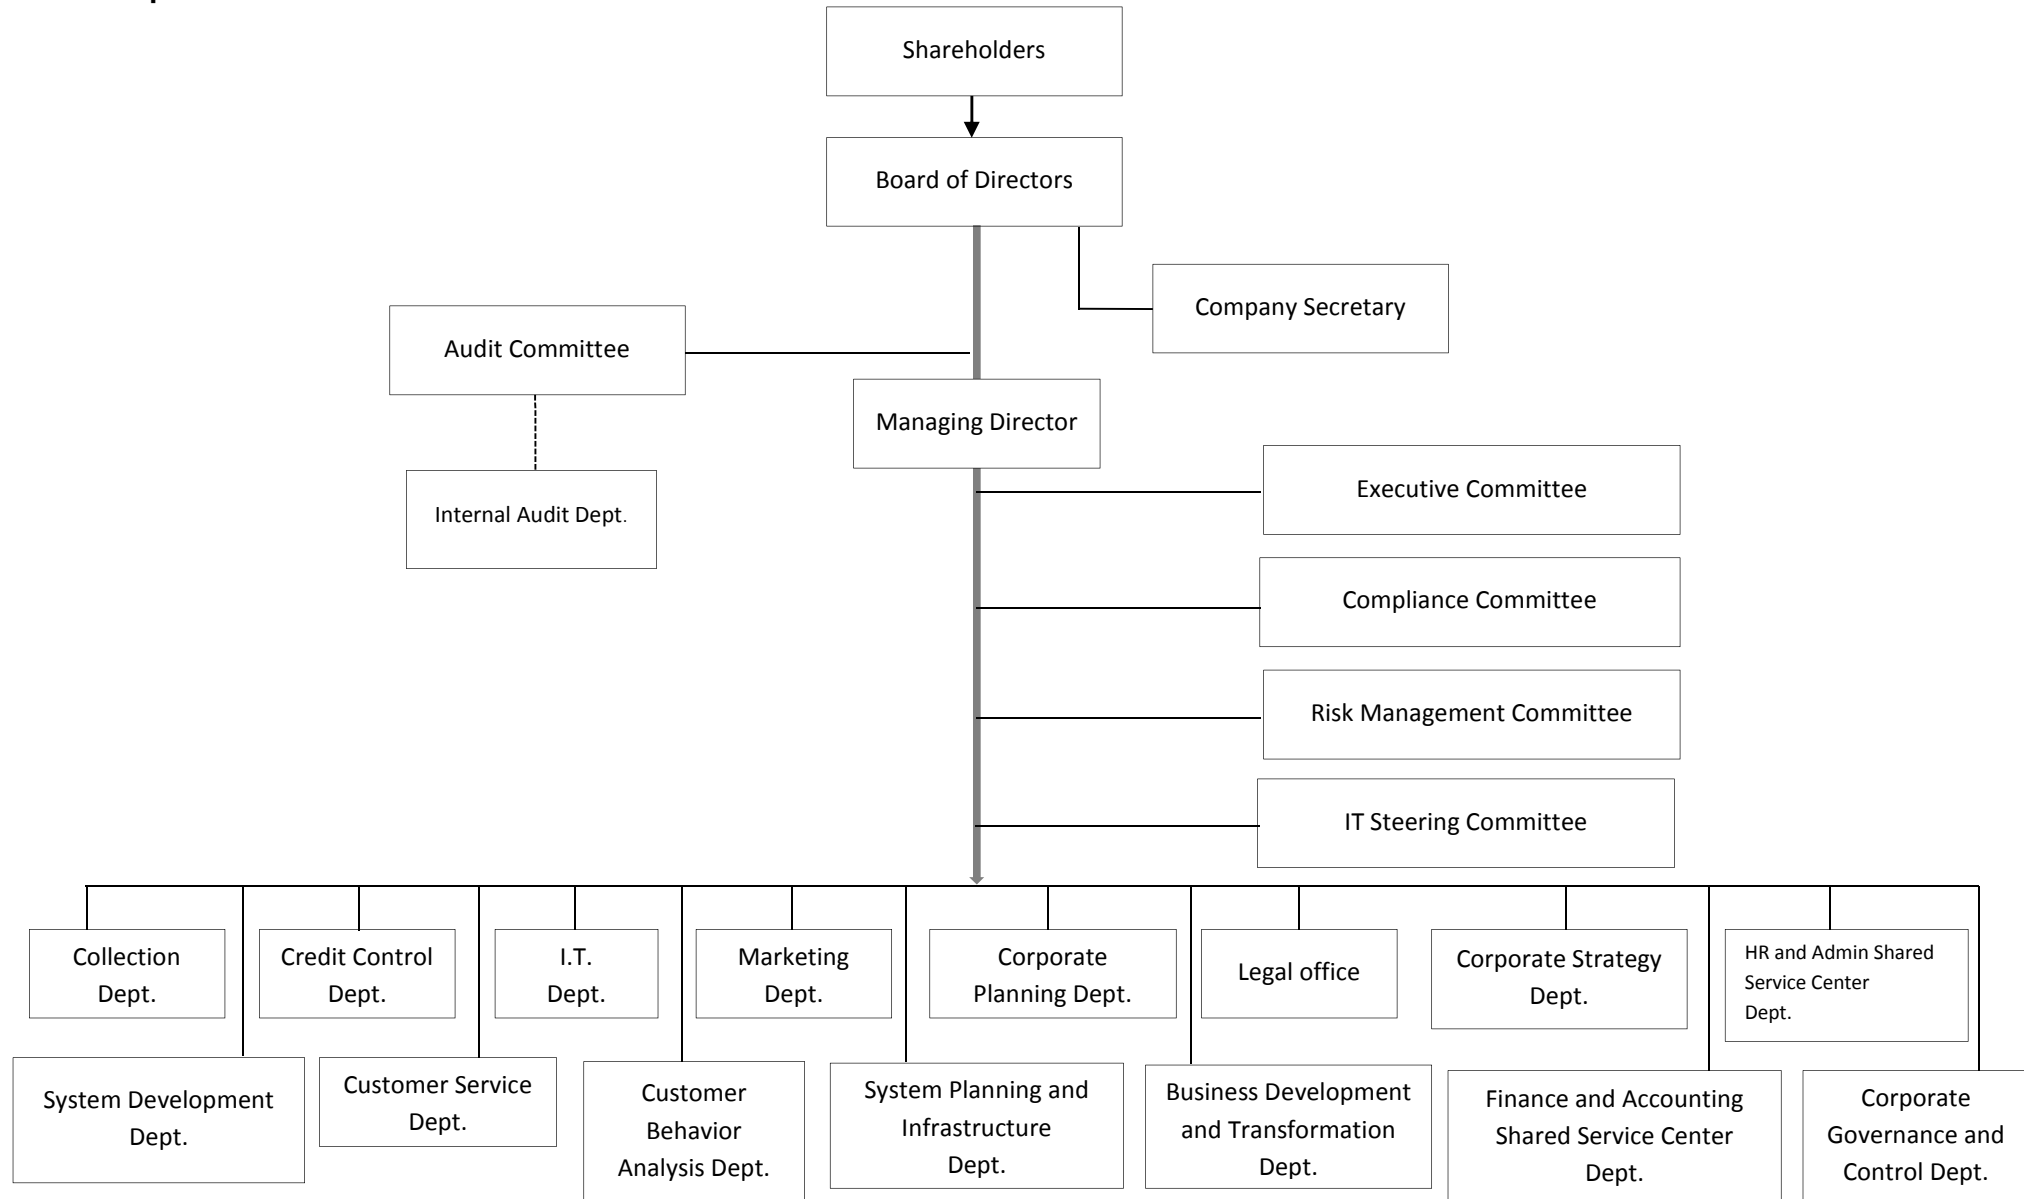 Shareholders
Board of Directors
Company Secretary
Audit Committee
Managing Director
Executive Committee
Internal Audit Dept.
Compliance Committee
Risk Management Committee
IT Steering Committee
Collection
Dept.
Credit Control
Dept.
I.T.
Dept.
Marketing
Dept.
Corporate
Planning Dept.
Legal office
Corporate Strategy
Dept.
HR and Admin Shared
Service Center
Dept.
System Development
Dept.
Customer Service
Dept.
Customer
Behavior
Analysis Dept.
System Planning and
Infrastructure
Dept.
Business Development
and Transformation
Dept.
Finance and Accounting
Shared Service Center
Dept.
Corporate
Governance and
Control Dept.